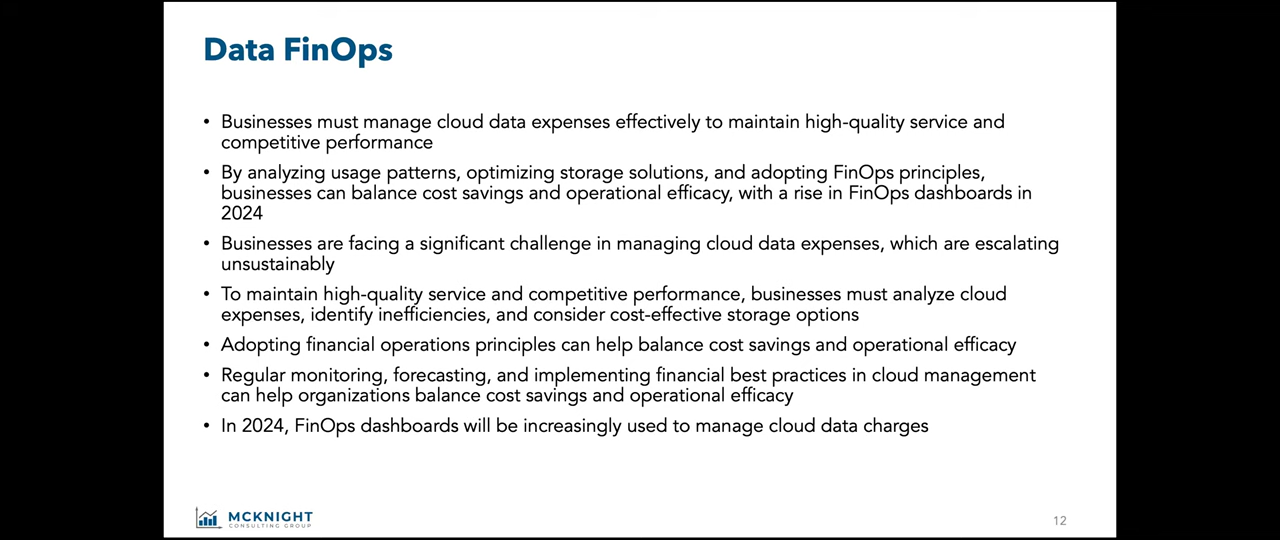 Data FinOps
• Businesses must manage cloud data expenses effectively to maintain high-quality service and
competitive performance
• By analyzing usage patterns, optimizing storage solutions, and adopting FinOps principles,
businesses can balance cost savings and operational efficacy, with a rise in FinOps dashboards in
2024
• Businesses are facing a significant challenge in managing cloud data expenses, which are escalating
unsustainably
• To maintain high-quality service and competitive performance, businesses must analyze cloud
expenses, identify inefficiencies, and consider cost-effective storage options
• Adopting financial operations principles can help balance cost savings and operational efficacy
• Regular monitoring, forecasting, and implementing financial best practices in cloud management
can help organizations balance cost savings and operational efficacy
• In 2024, FinOps dashboards will be increasingly used to manage cloud data charges
MCKNIGHT
CONSULTING GROUP
12